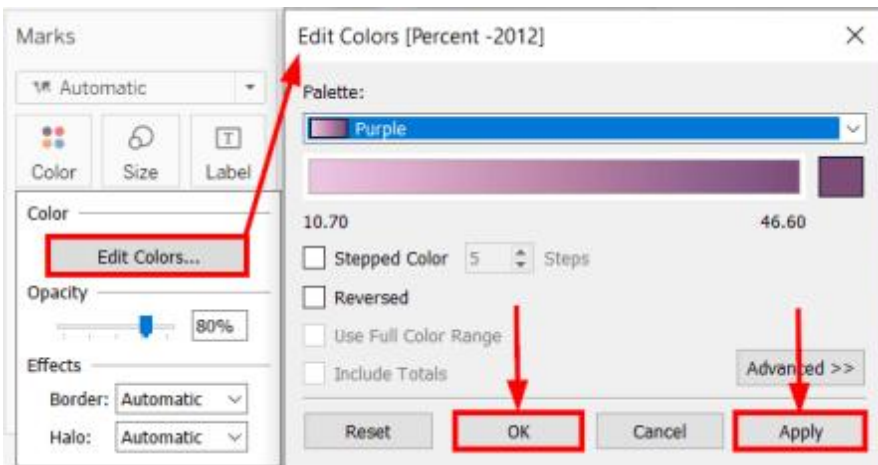 Marks
Automatic
Color Size Label
Color
Edit Colors...
Opacity
80%
Effects
Border: Automatic
Halo: Automatic
Edit Colors [Percent -2012]
Palette:
Purple
10.70 46.60
Stepped Color 5 Steps
Reversed
Use Full Color Range
Include Totals
Advanced >>
Reset OK Cancel Apply